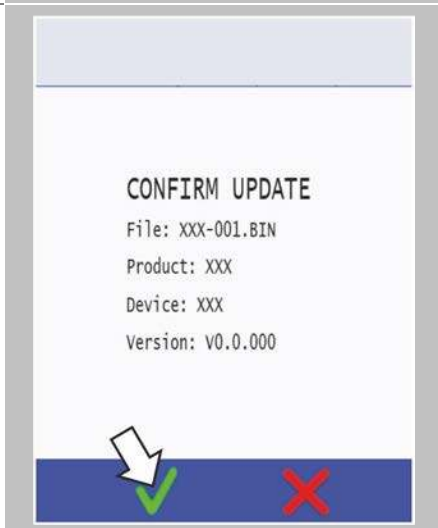 CONFIRM UPDATE
File: XXX-001.BIN
Product: XXX
Device: XXX
Version: V0.0.000